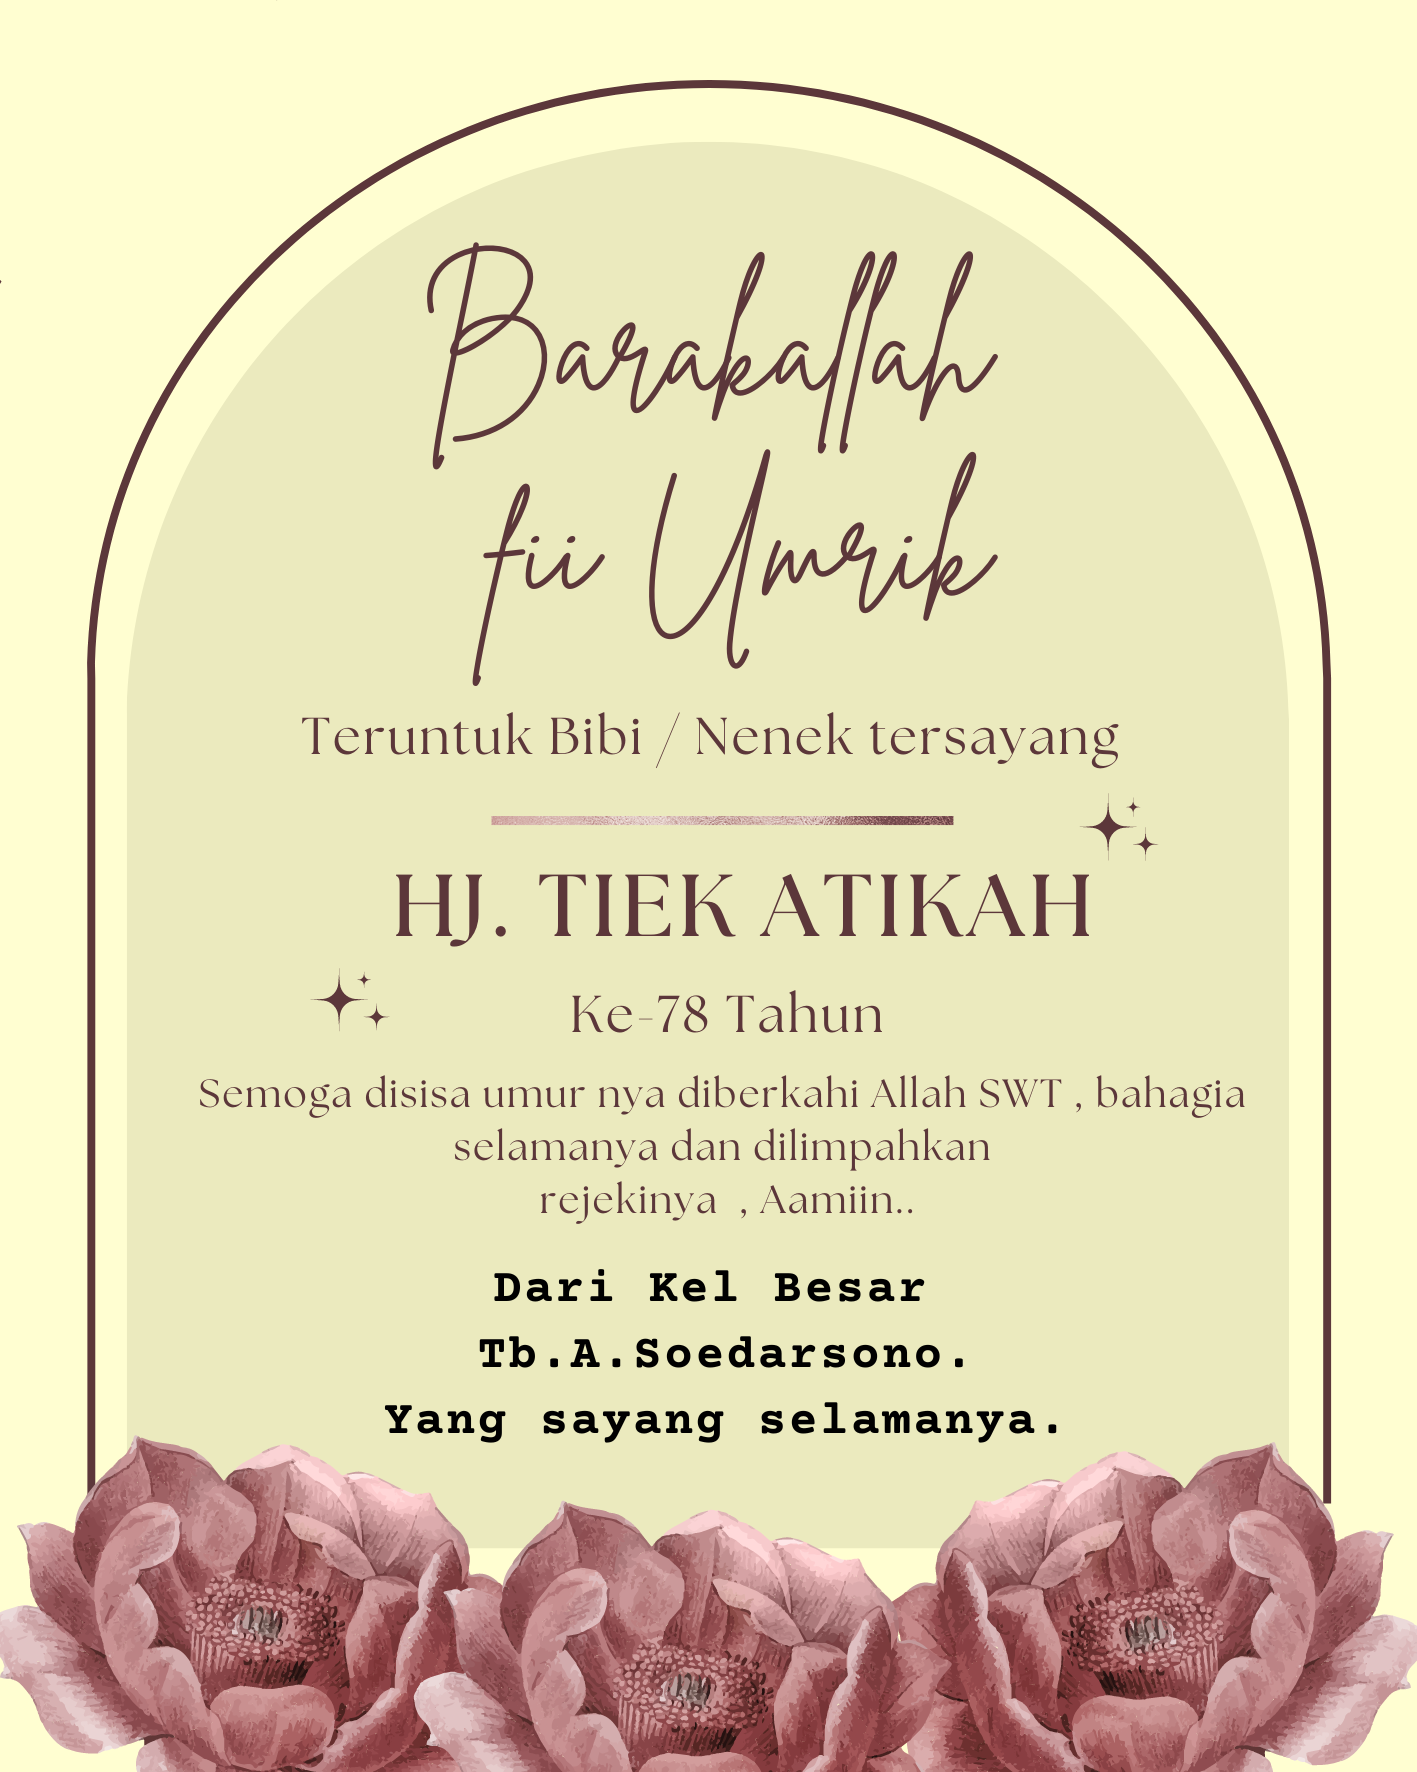 Barakallah
fii Umrik
Teruntuk Bibi / Nenek tersayang
HJ. TIEK ATIKAH
Ke-78 Tahun
Semoga disisa umur nya diberkahi Allah SWT , bahagia
selamanya dan dilimpahkan
rejekinya  , Aamiin..
Dari Kel Besar
Tb.A.Soedarsono.
Yang sayang selamanya.